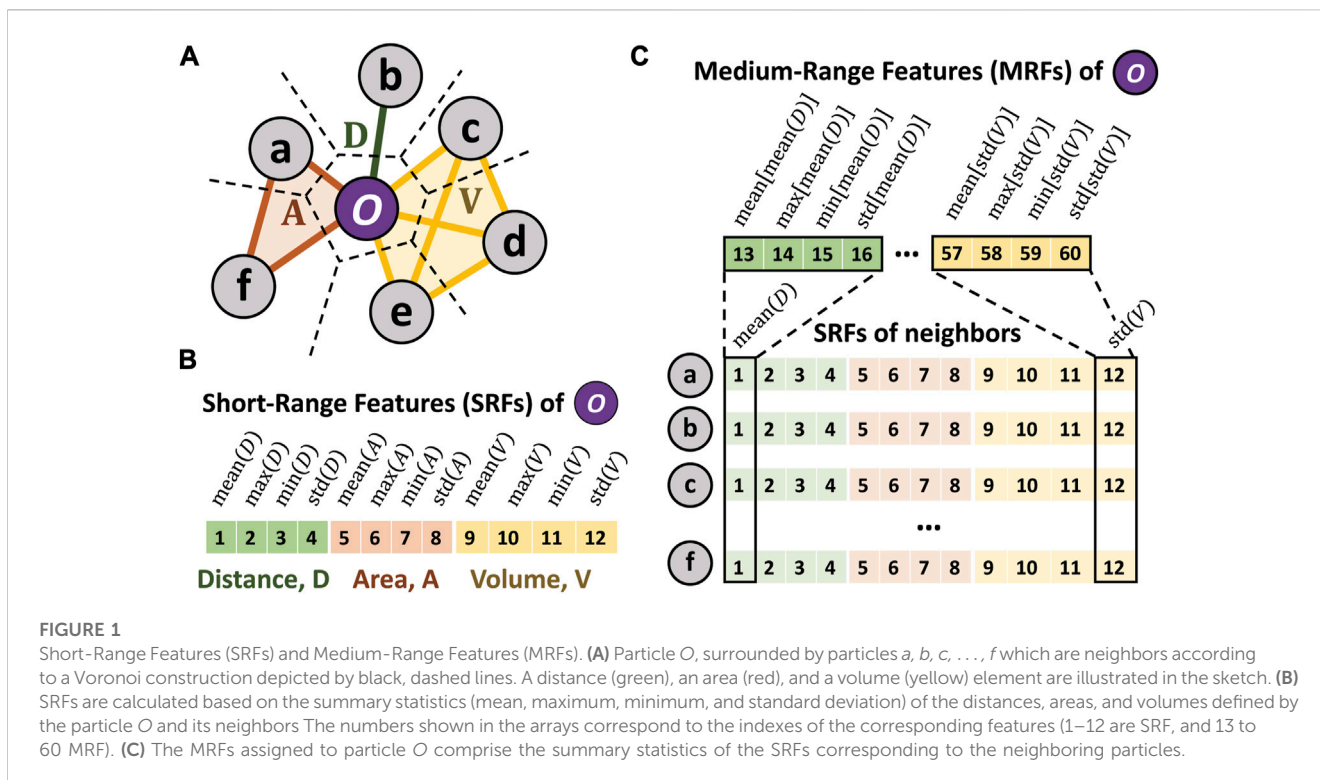 A
b
c
D
a
O
V
A
d
f
e
B
Short-Range Features (SRFs) of O
mean(D) max(D) min(D) std(D) mean(A) max(A) min(A) std(A) mean(V) max(V) min(V) std(V)
1 2 3 4 5 6 7 8 9 10 11 12
Distance, D Area, A Volume, V
C
Medium-Range Features (MRFs) of O
mean[mean(D)] max[mean(D)] min[mean(D)] std[mean(D)] mean[std(V)] max[std(V)] min[std(V)] std[std(V)]
13 14 15 16 ... 57 58 59 60
mean(D) std(V)
SRFs of neighbors
a 1 2 3 4 5 6 7 8 9 10 11 12
b 1 2 3 4 5 6 7 8 9 10 11 12
c 1 2 3 4 5 6 7 8 9 10 11 12
...
f 1 2 3 4 5 6 7 8 9 10 11 12
FIGURE 1
Short-Range Features (SRFs) and Medium-Range Features (MRFs). (A) Particle O, surrounded by particles a, b, c, . . ., f which are neighbors according
to a Voronoi construction depicted by black, dashed lines. A distance (green), an area (red), and a volume (yellow) element are illustrated in the sketch. (B)
SRFs are calculated based on the summary statistics (mean, maximum, minimum, and standard deviation) of the distances, areas, and volumes defined by
the particle O and its neighbors The numbers shown in the arrays correspond to the indexes of the corresponding features (1–12 are SRF, and 13 to
60 MRF). (C) The MRFs assigned to particle O comprise the summary statistics of the SRFs corresponding to the neighboring particles.